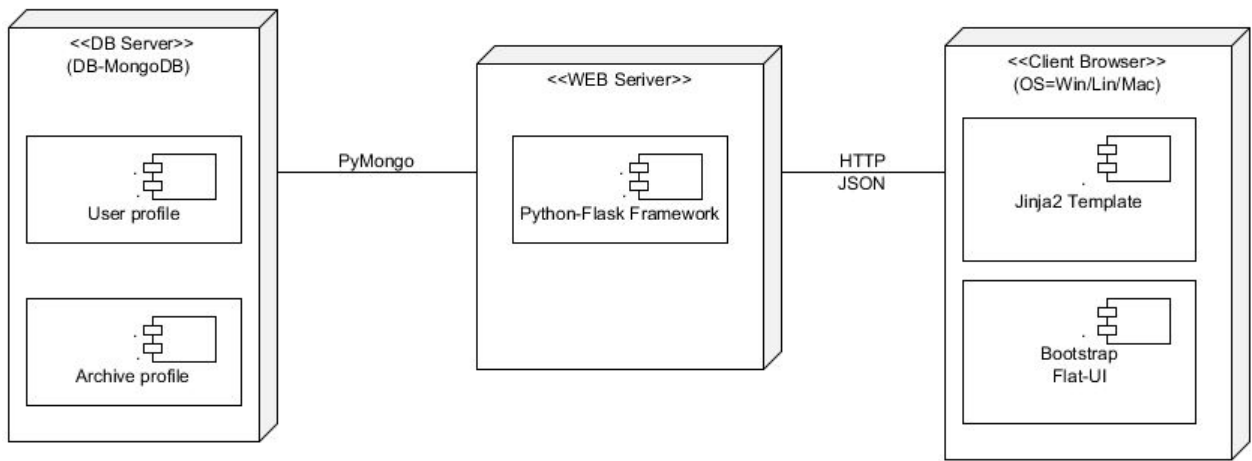 <<DB Server>>
(DB-MongoDB)
User profile
Archive profile
PyMongo
<<WEB Seriver>>
Python-Flask Framework
HTTP
JSON
<<Client Browser>>
(OS=Win/Lin/Mac)
Jinja2 Template
Bootstrap
Flat-UI